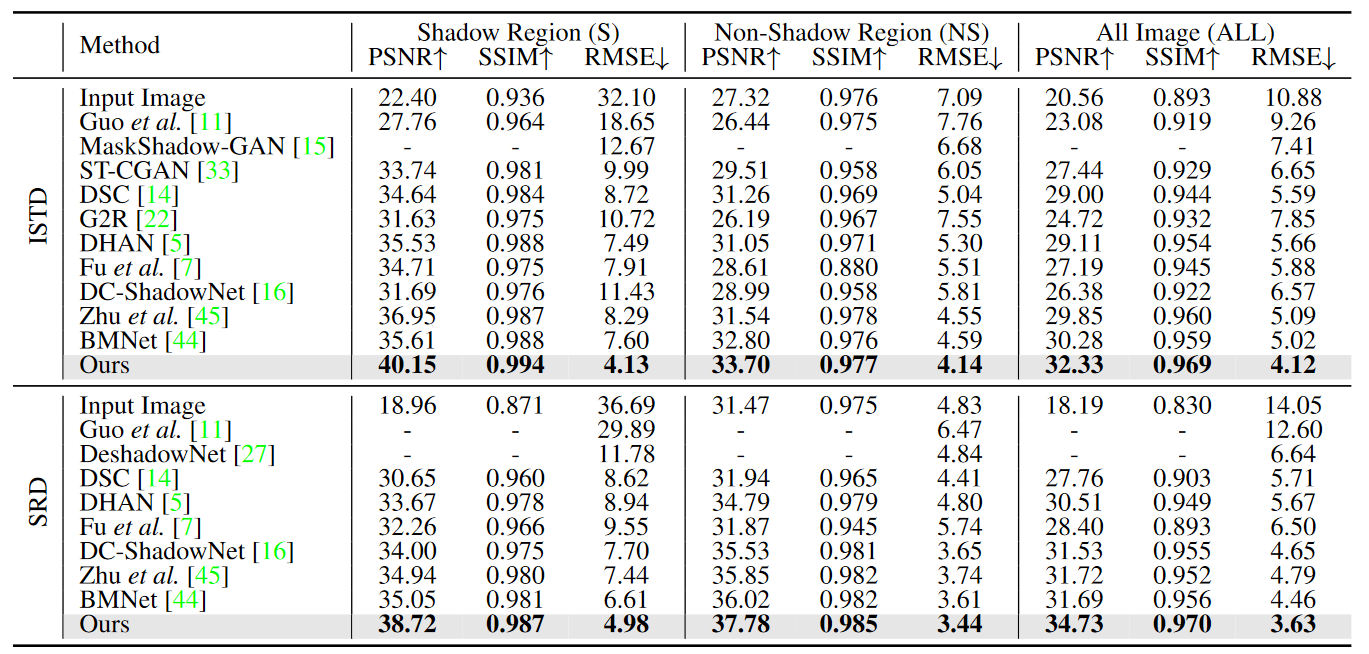 Method Shadow Region (S) Non-Shadow Region (NS) All Image (ALL)
PSNR↑ SSIM↑ RMSE↓ PSNR↑ SSIM↑ RMSE↓ PSNR↑ SSIM↑ RMSE↓
ISTD
Input Image 22.40 0.936 32.10 27.32 0.976 7.09 20.56 0.893 10.88
Guo et al. [11] 27.76 0.964 18.65 26.44 0.975 7.76 23.08 0.919 9.26
MaskShadow-GAN [15] - - 12.67 - - 6.68 - - 7.41
ST-CGAN [33] 33.74 0.981 9.99 29.51 0.958 6.05 27.44 0.929 6.65
DSC [14] 34.64 0.984 8.72 31.26 0.969 5.04 29.00 0.944 5.59
G2R [22] 31.63 0.975 10.72 26.19 0.967 7.55 24.72 0.932 7.85
DHAN [5] 35.53 0.988 7.49 31.05 0.971 5.30 29.11 0.954 5.66
Fu et al. [7] 34.71 0.975 7.91 28.61 0.880 5.51 27.19 0.945 5.88
DC-ShadowNet [16] 31.69 0.976 11.43 28.99 0.958 5.81 26.38 0.922 6.57
Zhu et al. [45] 36.95 0.987 8.29 31.54 0.978 4.55 29.85 0.960 5.09
BMNet [44] 35.61 0.988 7.60 32.80 0.976 4.59 30.28 0.959 5.02
Ours 40.15 0.994 4.13 33.70 0.977 4.14 32.33 0.969 4.12
SRD
Input Image 18.96 0.871 36.69 31.47 0.975 4.83 18.19 0.830 14.05
Guo et al. [11] - - 29.89 - - 6.47 - - 12.60
DeshadowNet [27] - - 11.78 - - 4.84 - - 6.64
DSC [14] 30.65 0.960 8.62 31.94 0.965 4.41 27.76 0.903 5.71
DHAN [5] 33.67 0.978 8.94 34.79 0.979 4.80 30.51 0.949 5.67
Fu et al. [7] 32.26 0.966 9.55 31.87 0.945 5.74 28.40 0.893 6.50
DC-ShadowNet [16] 34.00 0.975 7.70 35.53 0.981 3.65 31.53 0.955 4.65
Zhu et al. [45] 34.94 0.980 7.44 35.85 0.982 3.74 31.72 0.952 4.79
BMNet [44] 35.05 0.981 6.61 36.02 0.982 3.61 31.69 0.956 4.46
Ours 38.72 0.987 4.98 37.78 0.985 3.44 34.73 0.970 3.63